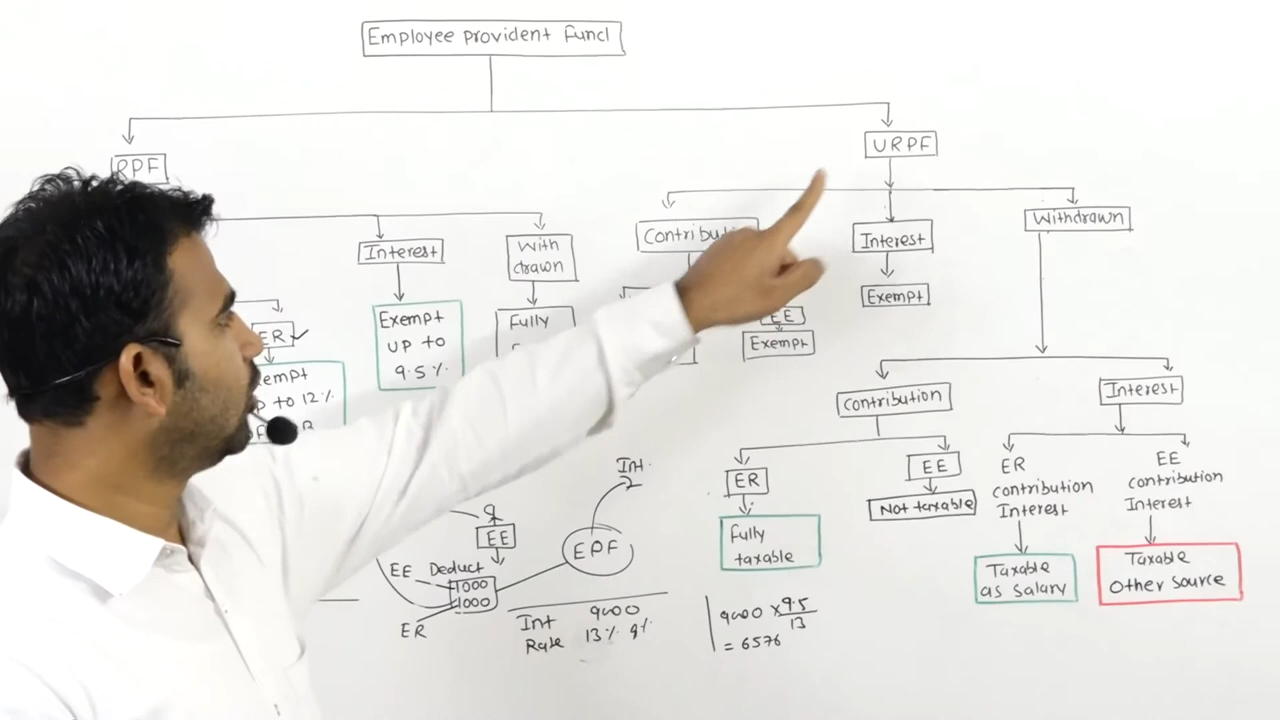 Employee provident Fund
RPF
URPF
Interest
With
drawn
Interest
Withdrawn
ER
Exempt
up to
9.5%
Fully
EE
Exempt
Exempt
to 12%
contribution
Interest
ER
Fully
taxable
EE
Not taxable
ER
contribution
Interest
Taxable
as salary
EE
contribution
Interest
Taxable
Other source
Int.
EE
EPF
EE Deduct
1000
1000
ER
Int 9000
Rate 13% 9%
9000 × 9.5
13
= 6576